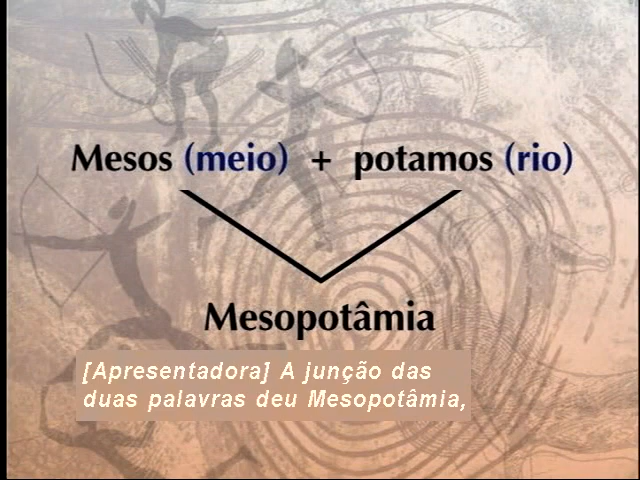 Mesos (meio) + potamos (rio)
Mesopotâmia
[Apresentadora] A junção das
duas palavras deu Mesopotâmia,